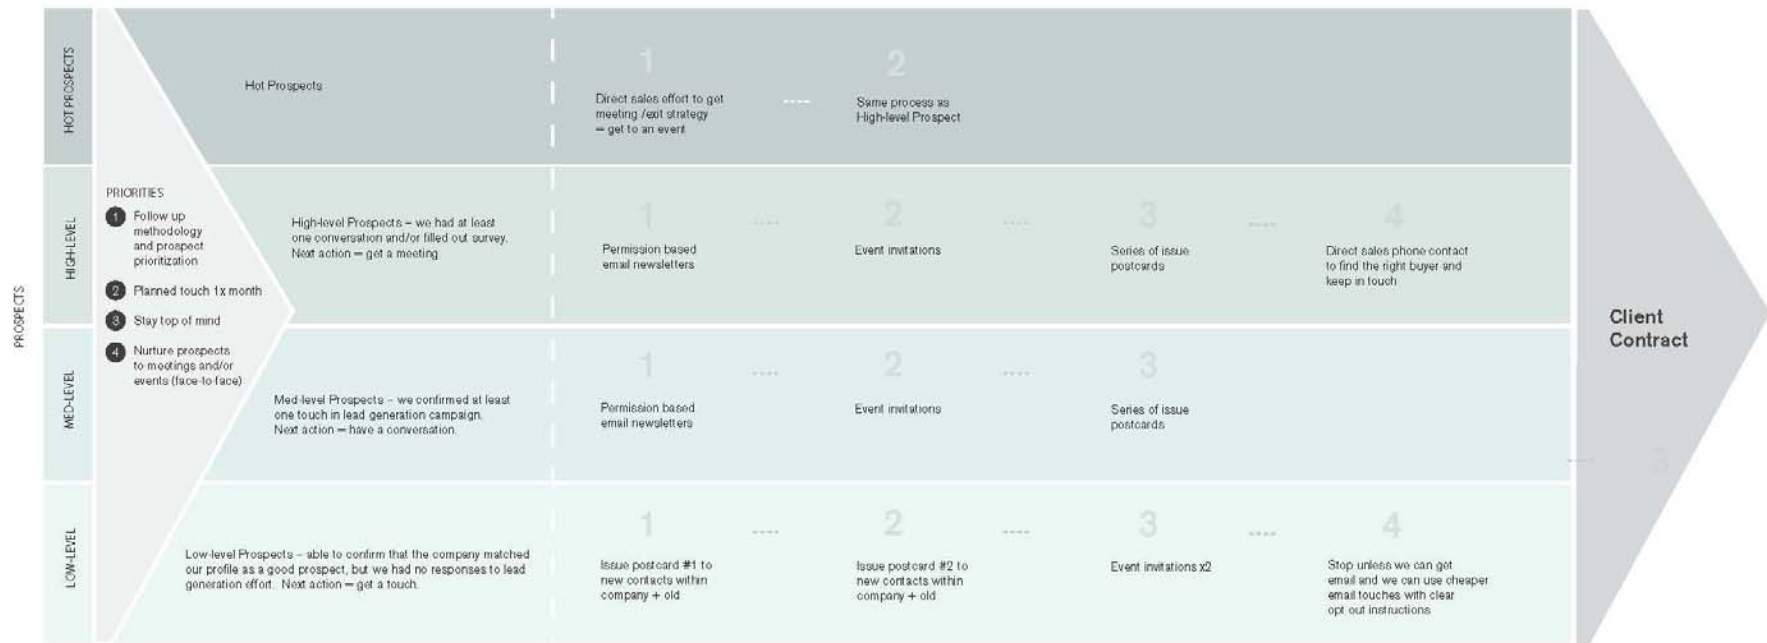 PROSPECTS
HOT PROSPECTS
HIGH-LEVEL
MED-LEVEL
LOW-LEVEL
PRIORITIES
1 Follow up
methodology
and prospect
prioritization
2 Planned touch 1x month
3 Stay top of mind
4 Nurture prospects
to meetings and/or
events (face-to face)
Hot Prospects
1
Direct sales effort to get
meeting /exit strategy
= get to an event
2
Same process as
High-level Prospect
High-level Prospects – we had at least
one conversation and/or filled out survey.
Next action = get a meeting.
1
Permission based
email newsletters
2
Event invitations
3
Series of issue
postcards
4
Direct sales phone contact
to find the right buyer and
keep in touch
Med-level Prospects – we confirmed at least
one touch in lead generation campaign.
Next action = have a conversation.
1
Permission based
email newsletters
2
Event invitations
3
Series of issue
postcards
Low-level Prospects – able to confirm that the company matched
our profile as a good prospect, but we had no responses to lead
generation effort. Next action = get a touch.
1
Issue postcard #1 to
new contacts within
company + old
2
Issue postcard #2 to
new contacts within
company + old
3
Event invitations x2
4
Stop unless we can get
email and we can use cheaper
email touches with clear
opt out instructions
Client
Contract
3